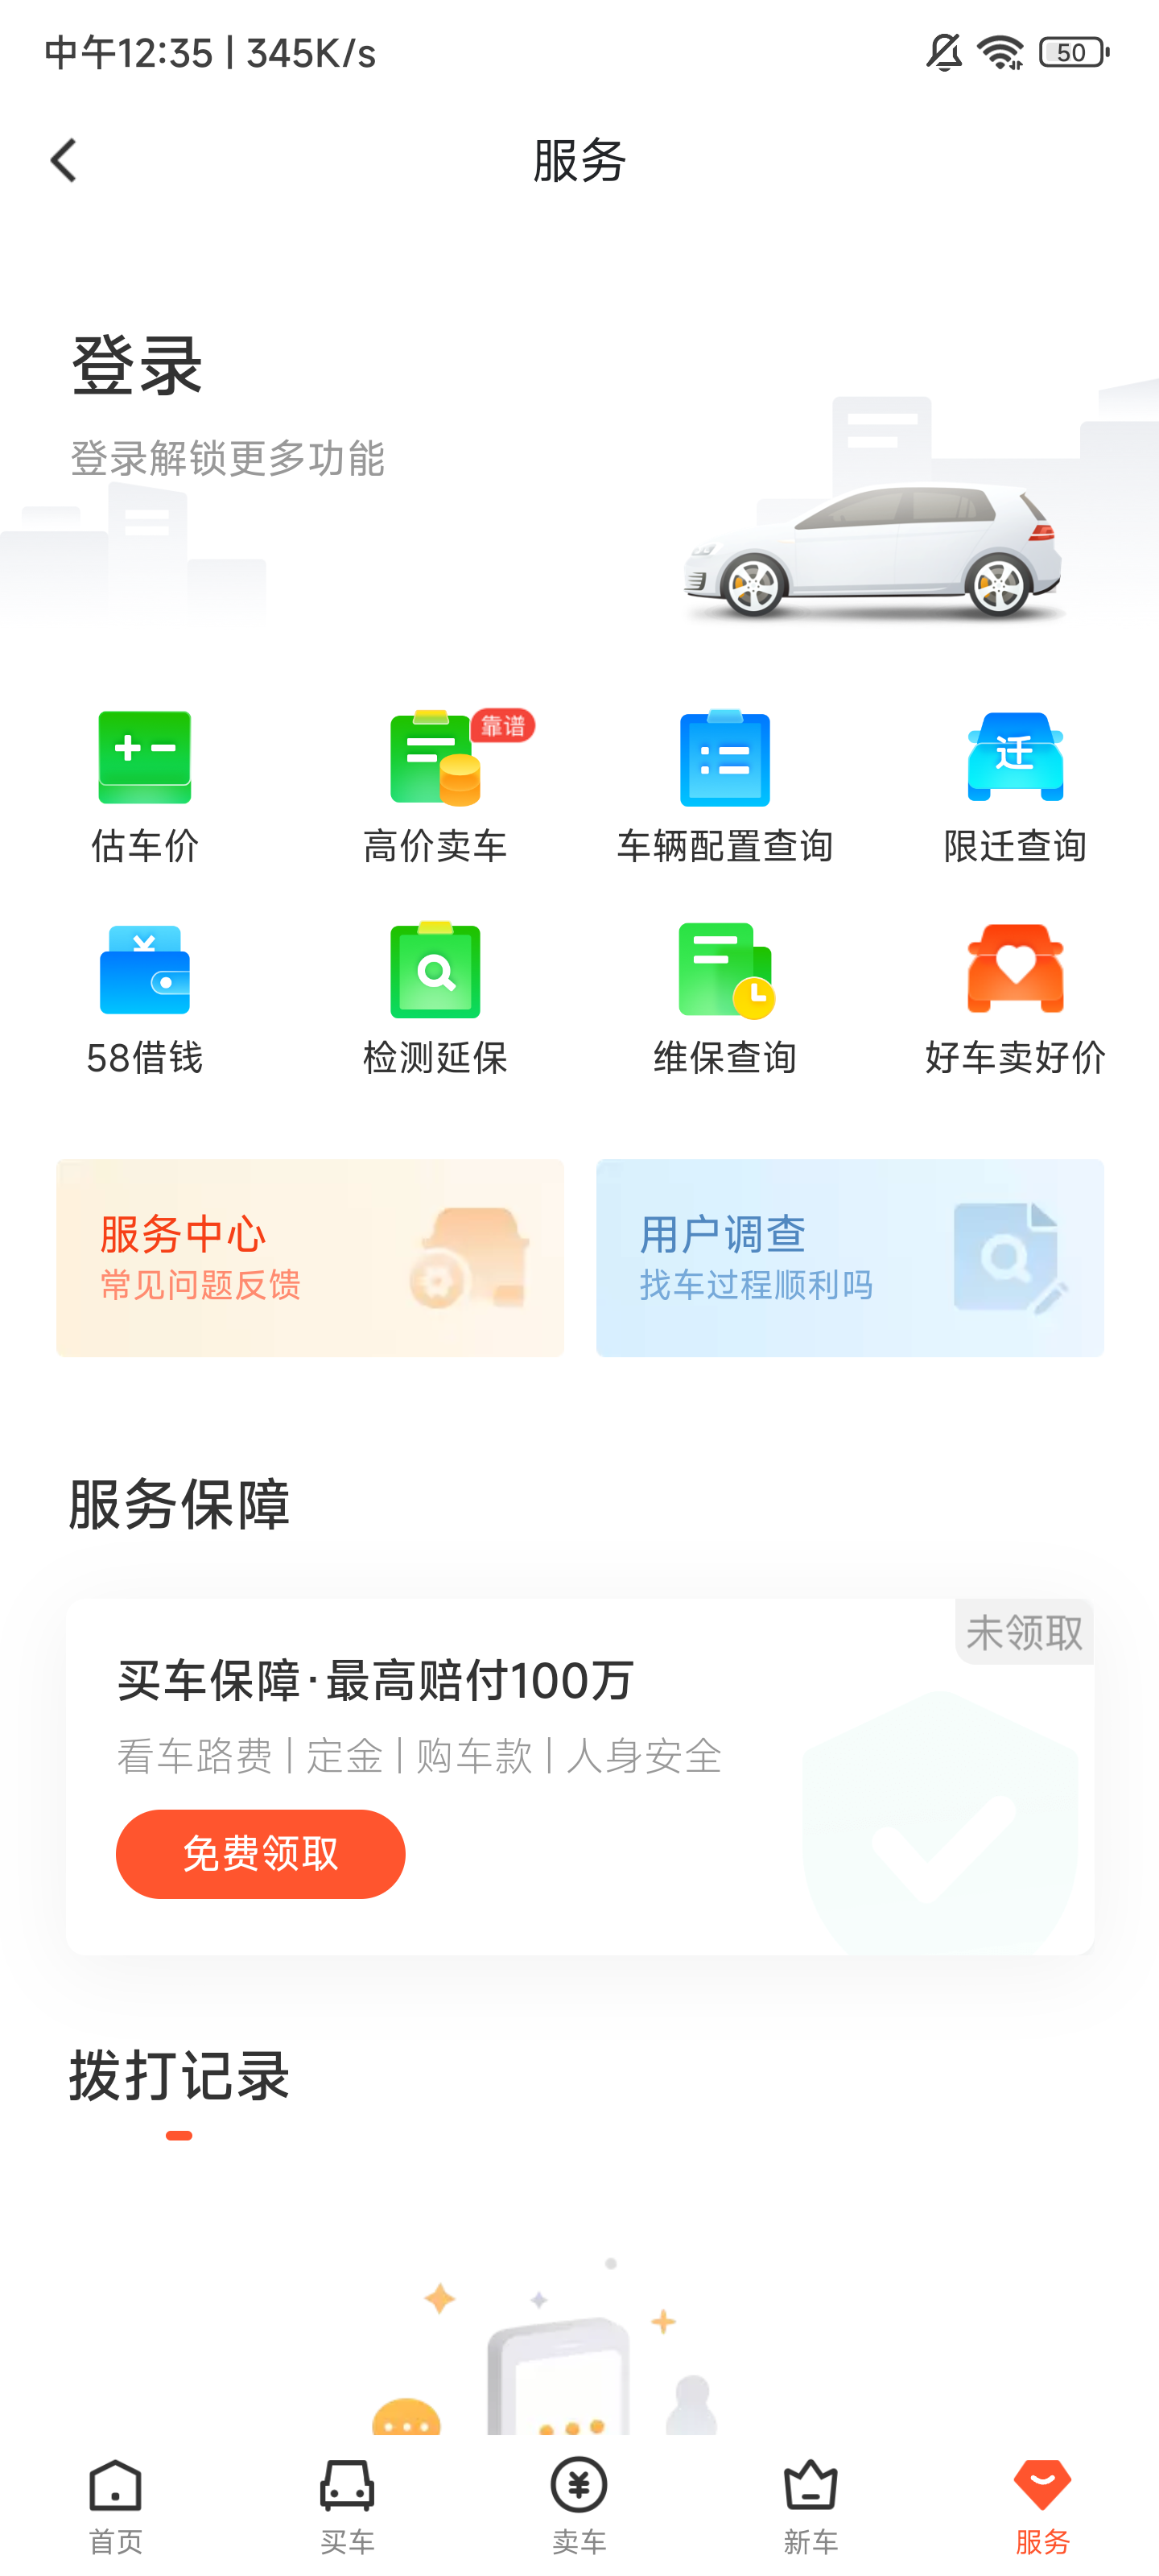 中午12:35 | 345K/s
50
服务
登录
登录解锁更多功能
靠谱
迁
估车价
高价卖车
车辆配置查询
限迁查询
58借钱
检测延保
维保查询
好车卖好价
服务中心
常见问题反馈
用户调查
找车过程顺利吗
服务保障
未领取
买车保障·最高赔付100万
看车路费 | 定金 | 购车款 | 人身安全
免费领取
拨打记录
首页
买车
卖车
新车
服务